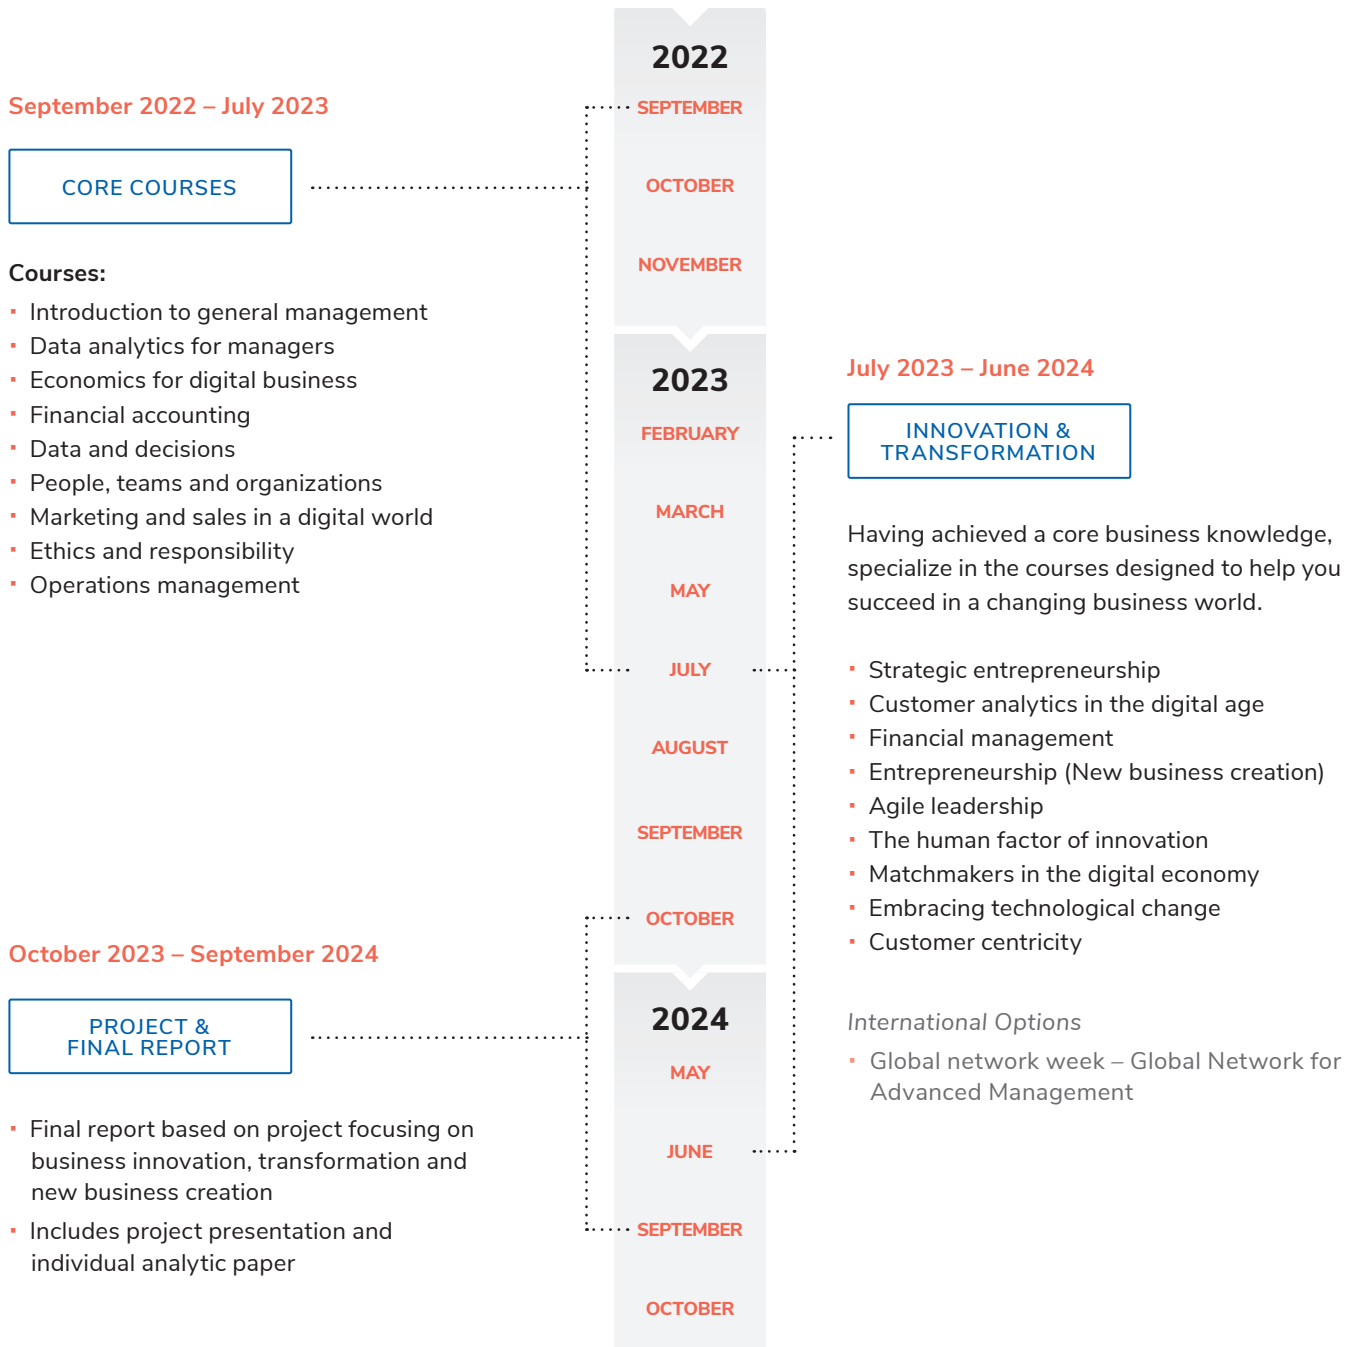 September 2022 – July 2023
CORE COURSES
Courses:
Introduction to general management
Data analytics for managers
Economics for digital business
Financial accounting
Data and decisions
People, teams and organizations
Marketing and sales in a digital world
Ethics and responsibility
Operations management
October 2023 – September 2024
PROJECT &
FINAL REPORT
Final report based on project focusing on
business innovation, transformation and
new business creation
Includes project presentation and
individual analytic paper
2022
SEPTEMBER
OCTOBER
NOVEMBER
2023
FEBRUARY
MARCH
MAY
JULY
AUGUST
SEPTEMBER
OCTOBER
2024
MAY
JUNE
SEPTEMBER
OCTOBER
July 2023 – June 2024
INNOVATION &
TRANSFORMATION
Having achieved a core business knowledge,
specialize in the courses designed to help you
succeed in a changing business world.
Strategic entrepreneurship
Customer analytics in the digital age
Financial management
Entrepreneurship (New business creation)
Agile leadership
The human factor of innovation
Matchmakers in the digital economy
Embracing technological change
Customer centricity
International Options
Global network week – Global Network for
Advanced Management